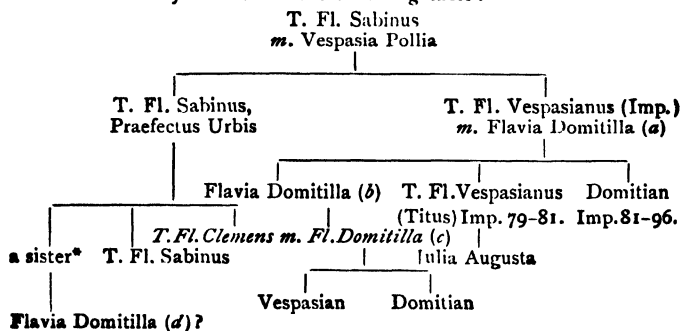 T. Fl. Sabinus
m. Vespasia Pollia
T. Fl. Sabinus, T. Fl. Vespasianus (Imp.)
Praefectus Urbis m. Flavia Domitilla (a)
Flavia Domitilla (b) T. Fl. Vespasianus Domitian
(Titus) Imp. 79-81. Imp. 81-96.
T. Fl. Clemens m. Fl. Domitilla (c)
a sister* T. Fl. Sabinus Iulia Augusta
Vespasian Domitian
Flavia Domitilla (d)?